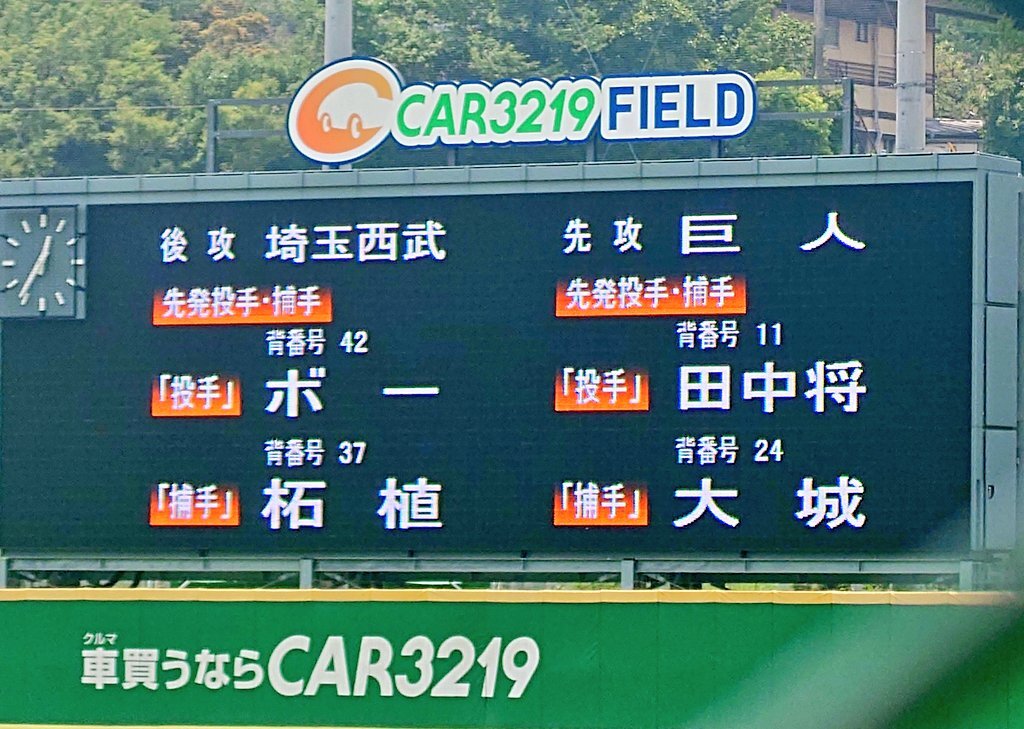 CAR3219 FIELD
後攻 埼玉西武
先発投手・捕手
背番号 42
「投手」 ボー
背番号 37
「捕手」 柘植
先攻 巨人
先発投手・捕手
背番号 11
「投手」 田中将
背番号 24
「捕手」 大城
クルマ
車買うならCAR3219